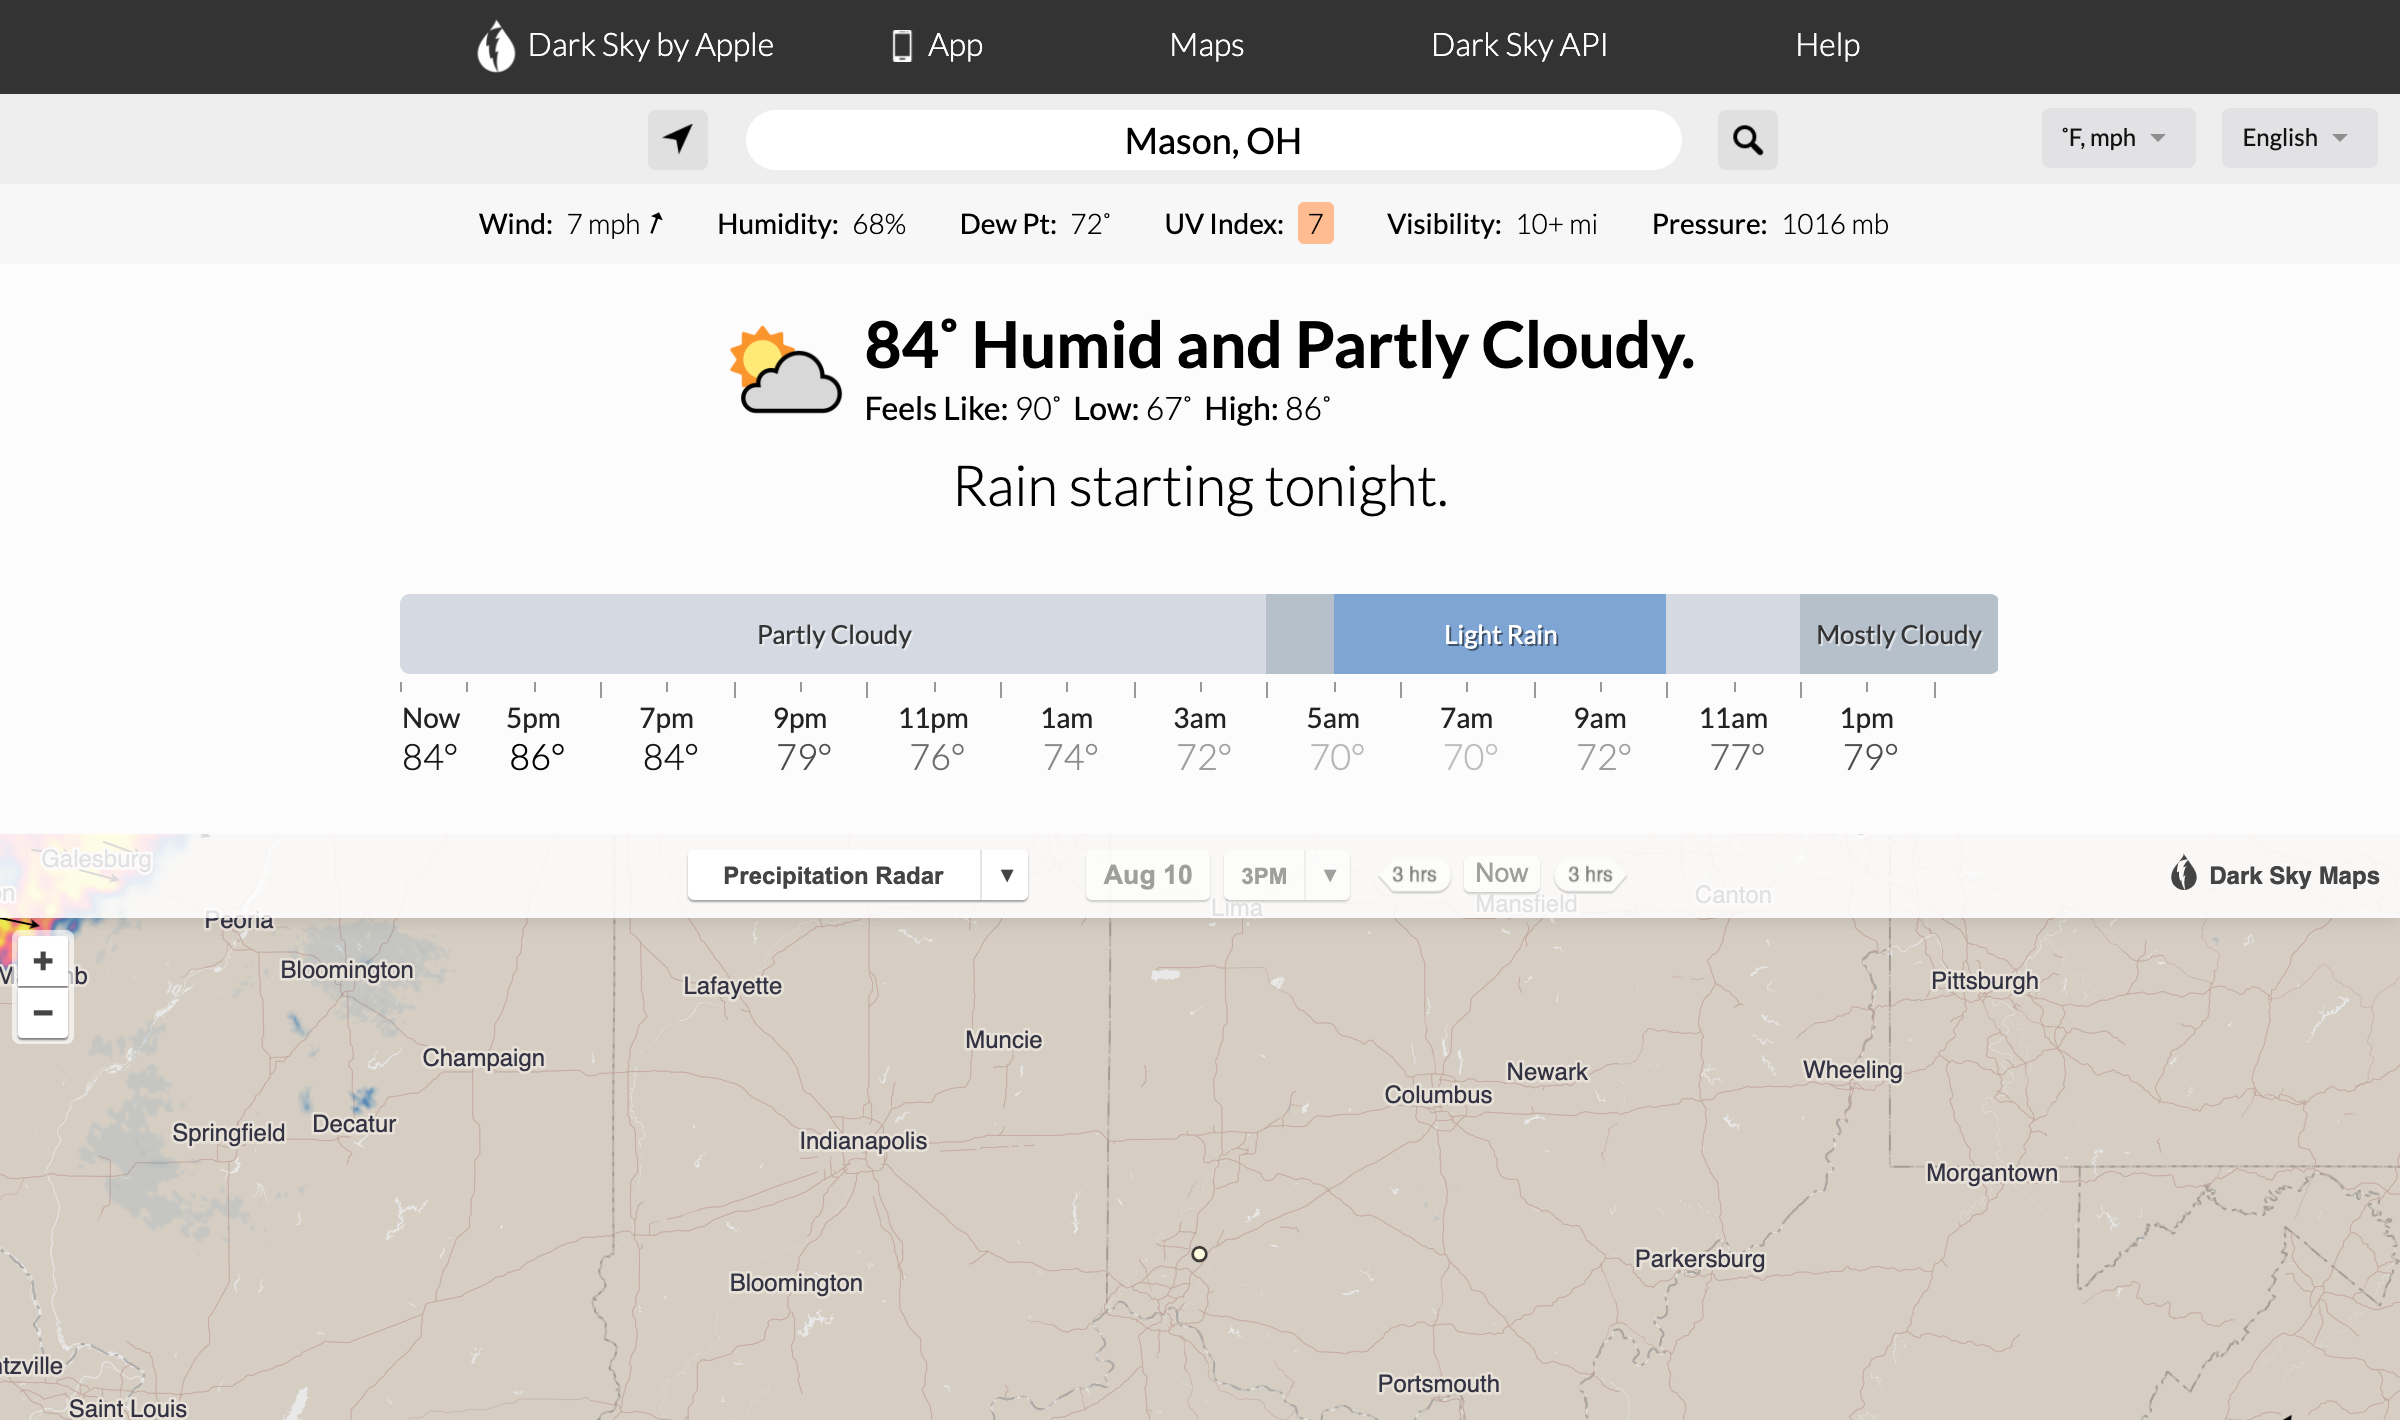 Dark Sky by Apple App Maps Dark Sky API Help
Mason, OH
˚F, mph
English
Wind: 7 mph Humidity: 68% Dew Pt: 72˚ UV Index: 7 Visibility: 10+ mi Pressure: 1016 mb
84˚ Humid and Partly Cloudy.
Feels Like: 90˚ Low: 67˚ High: 86˚
Rain starting tonight.
Partly Cloudy Light Rain Mostly Cloudy
Now 5pm 7pm 9pm 11pm 1am 3am 5am 7am 9am 11am 1pm
84° 86° 84° 79° 76° 74° 72° 70° 70° 72° 77° 79°
Galesburg
Precipitation Radar ▼ Aug 10 3PM ▼ 3 hrs Now 3 hrs
Dark Sky Maps
Canton
Mansfield
Lima
Peoria
+
−
Bloomington
Lafayette
Pittsburgh
Muncie
Champaign
Newark
Wheeling
Columbus
Decatur
Springfield
Indianapolis
Morgantown
Parkersburg
Bloomington
tzville
Portsmouth
Saint Louis